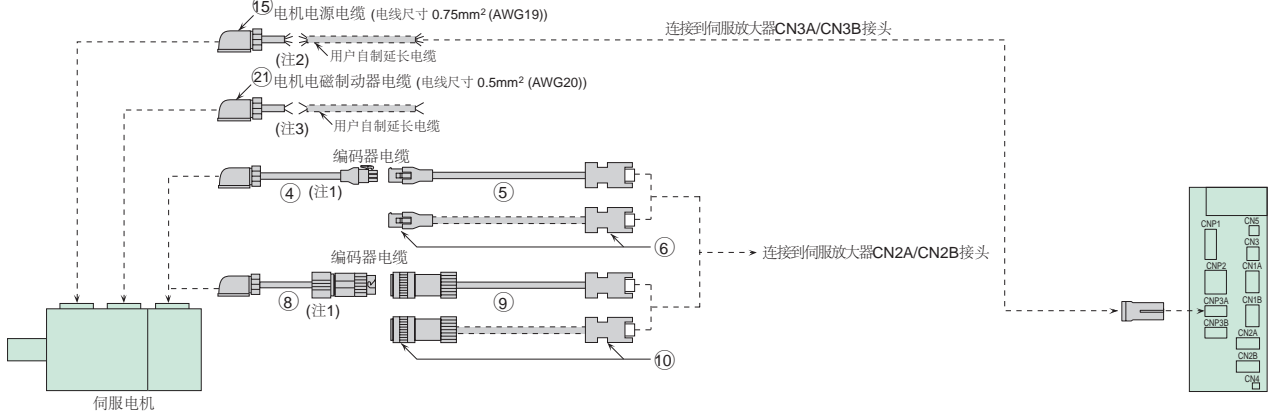 ⑮ 电机电源电缆 (电线尺寸 0.75mm² (AWG19))
连接到伺服放大器CN3A/CN3B接头
(注2)
用户自制延长电缆
㉑ 电机电磁制动器电缆 (电线尺寸 0.5mm² (AWG20))
(注3)
用户自制延长电缆
编码器电缆
④ (注1)
⑤
⑥
连接到伺服放大器CN2A/CN2B接头
编码器电缆
⑧ (注1)
⑨
⑩
伺服电机
CNP1
CN5
CN3
CNP2
CN1A
CNP3A
CN1B
CNP3B
CN2A
CN2B
CN4